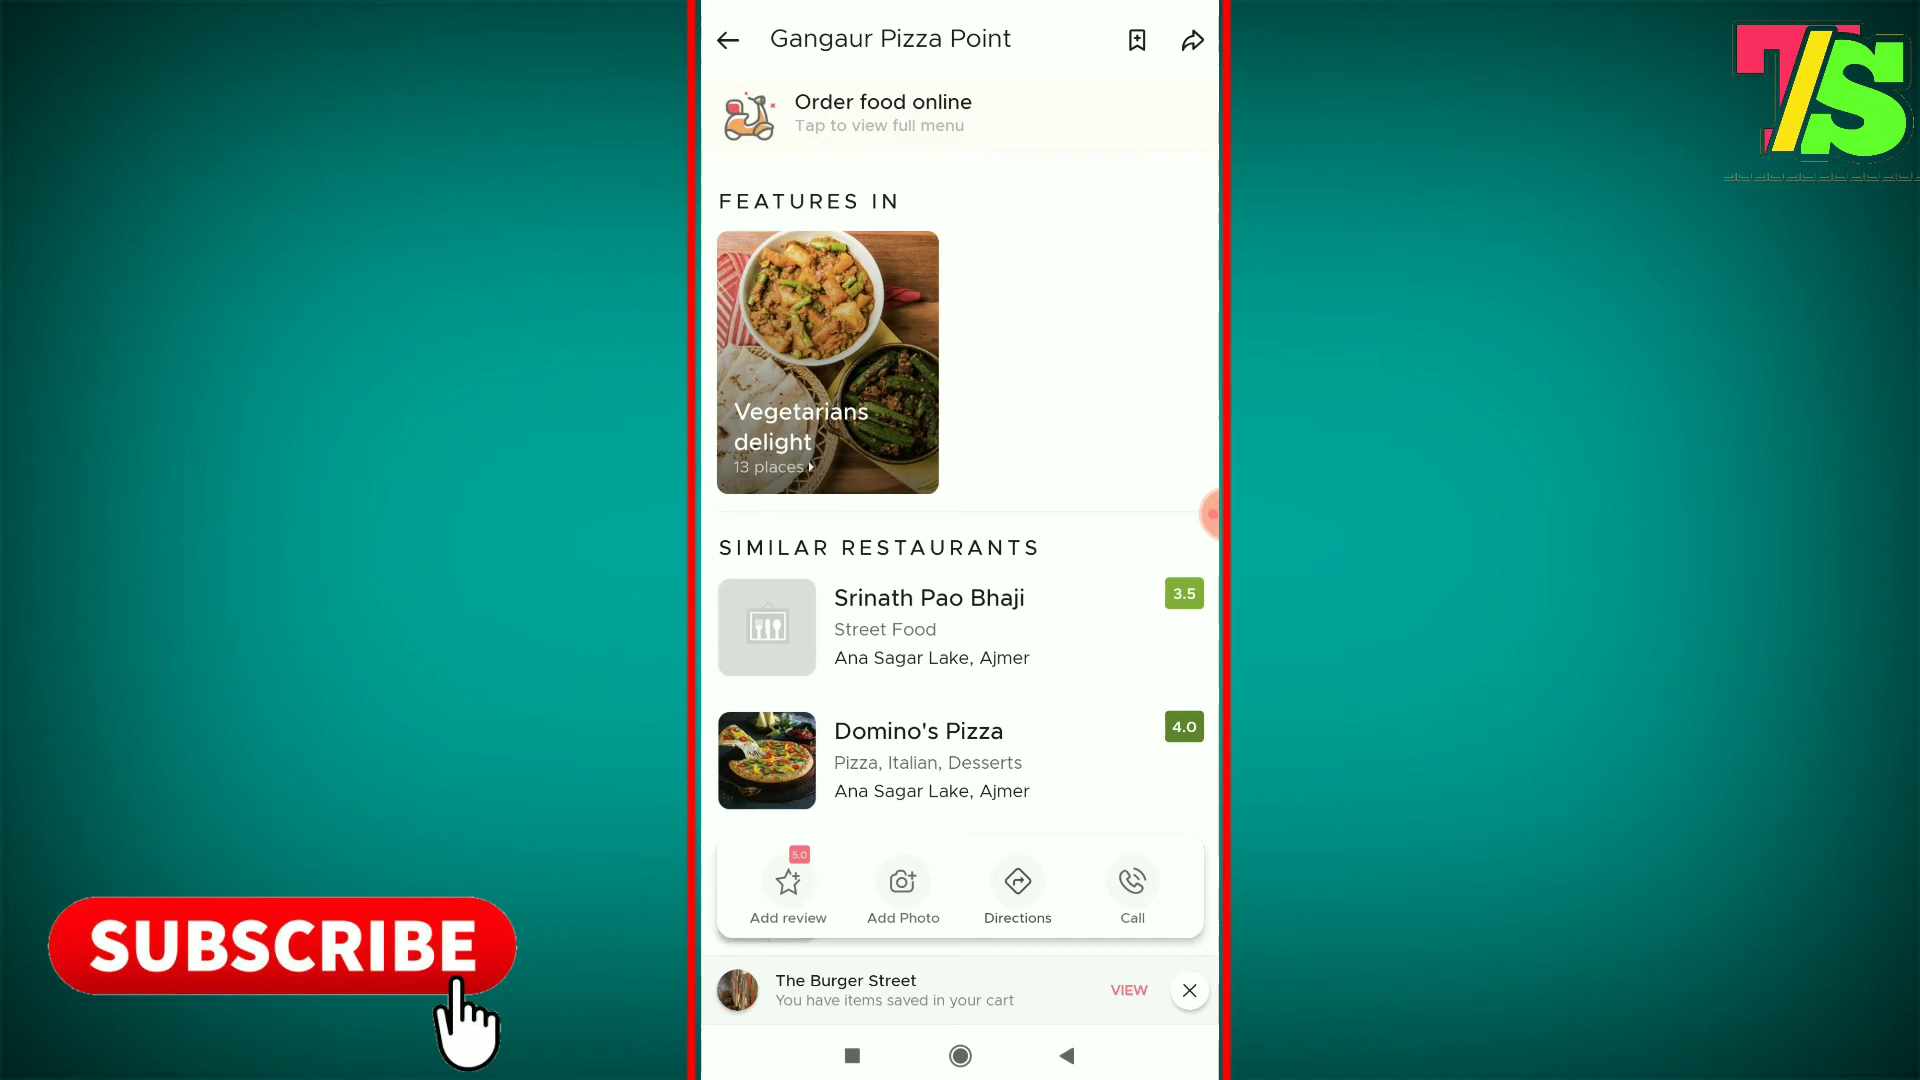 Gangaur Pizza Point
Order food online
Tap to view full menu
FEATURES IN
Vegetarians
delight
13 places
SIMILAR RESTAURANTS
Srinath Pao Bhaji
3.5
Street Food
Ana Sagar Lake, Ajmer
Domino's Pizza
4.0
Pizza, Italian, Desserts
Ana Sagar Lake, Ajmer
5.0
Add review
Add Photo
Directions
Call
The Burger Street
You have items saved in your cart
VIEW
SUBSCRIBE
7S